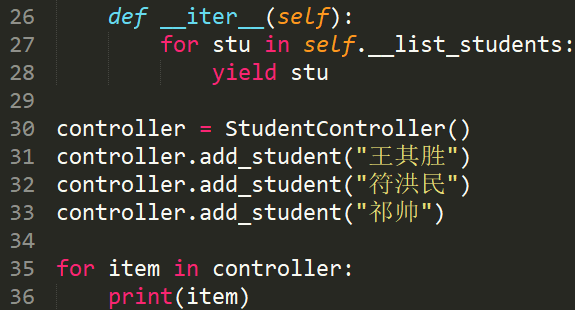 26 def __iter__(self):
27 for stu in self.__list_students:
28 yield stu
29
30 controller = StudentController()
31 controller.add_student("王其胜")
32 controller.add_student("符洪民")
33 controller.add_student("祁帅")
34
35 for item in controller:
36 print(item)